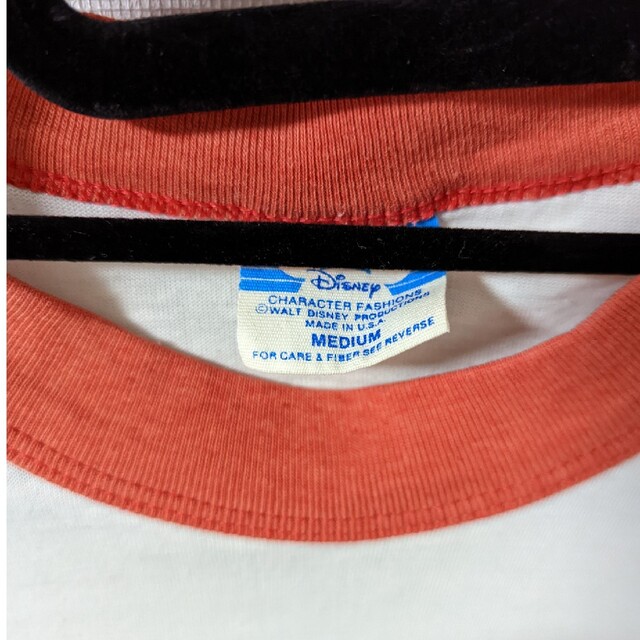 Disney
CHARACTER FASHIONS
©WALT DISNEY PRODUCTIONS
MADE IN U.S.A.
MEDIUM
FOR CARE & FIBER SEE REVERSE